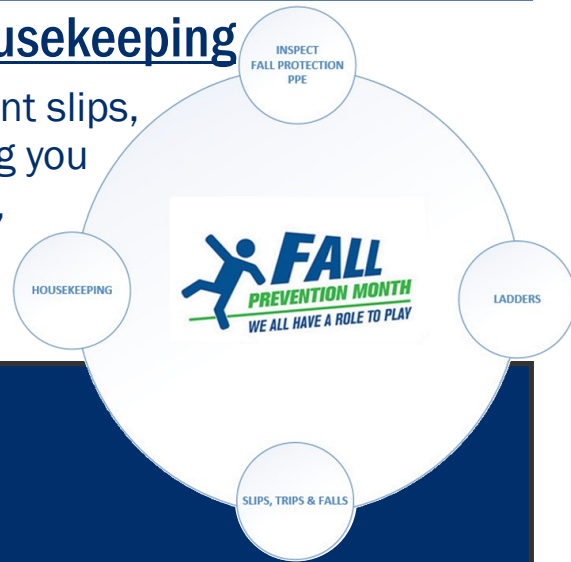 usekeeping
nt slips,
g you
,
INSPECT
FALL PROTECTION
PPE
HOUSEKEEPING
FALL
PREVENTION MONTH
WE ALL HAVE A ROLE TO PLAY
LADDERS
SLIPS, TRIPS & FALLS